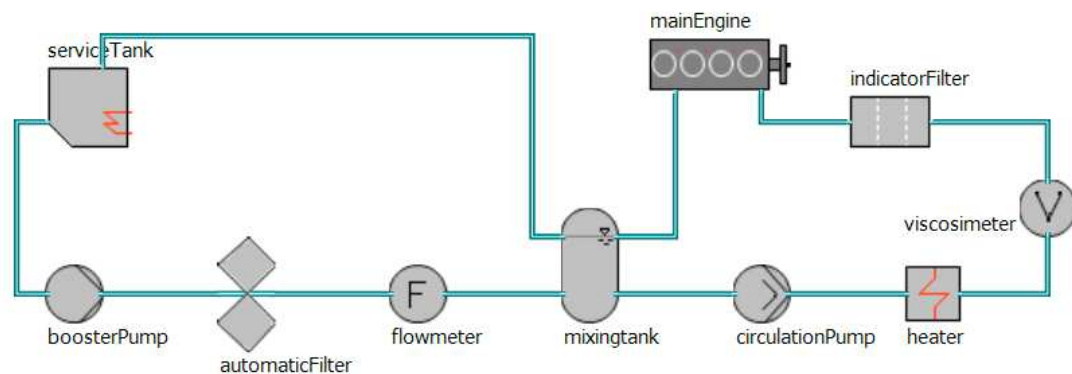 mainEngine
serviceTank
indicatorFilter
viscosimeter
F
V
boosterPump
automaticFilter
flowmeter
mixingtank
circulationPump
heater